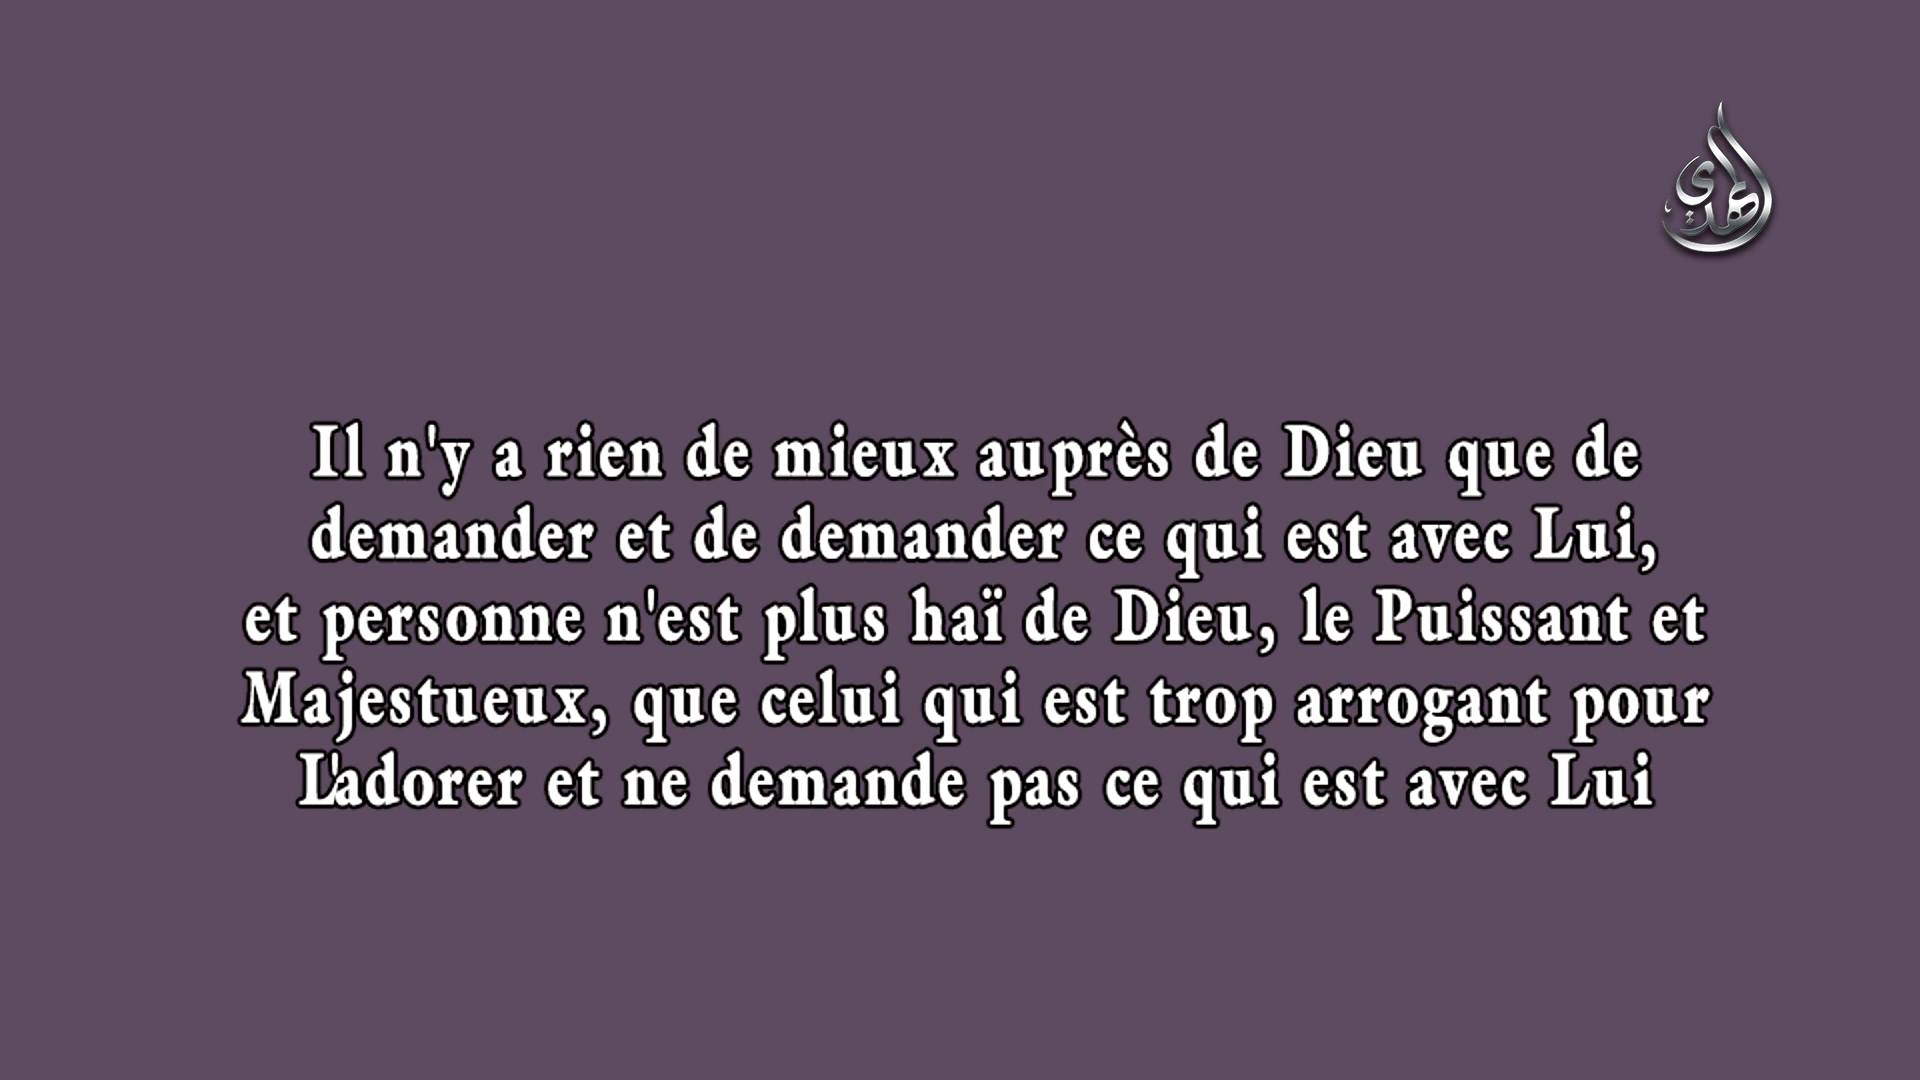 الهدى
Il n'y a rien de mieux auprès de Dieu que de
demander et de demander ce qui est avec Lui,
et personne n'est plus haï de Dieu, le Puissant et
Majestueux, que celui qui est trop arrogant pour
L'adorer et ne demande pas ce qui est avec Lui